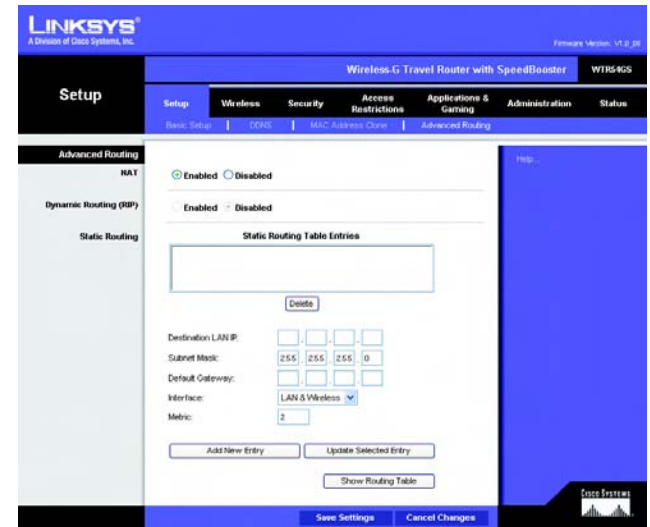 LINKSYS®
A Division of Cisco Systems, Inc.
Firmware Version: V1.0_08
Wireless-G Travel Router with SpeedBooster WTR54GS
Setup
Setup Wireless Security Access Restrictions Applications & Gaming Administration Status
Basic Setup | DDNS | MAC Address Clone | Advanced Routing
Advanced Routing
Help...
NAT
Enabled Disabled
Dynamic Routing (RIP)
Enabled Disabled
Static Routing
Static Routing Table Entries
Delete
Destination LAN IP:
Subnet Mask: 255 . 255 . 255 . 0
Default Gateway:
Interface: LAN & Wireless
Metric: 2
Add New Entry Update Selected Entry
Show Routing Table
Save Settings Cancel Changes
CISCO SYSTEMS